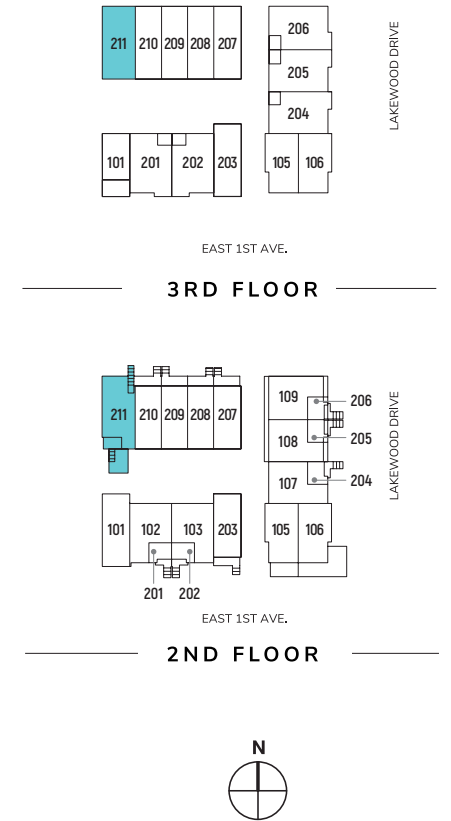 211 210 209 208 207
206
205
204
LAKEWOOD DRIVE
101 201 202 203
105 106
EAST 1ST AVE.
3RD FLOOR
211 210 209 208 207
109
108
107
206
205
204
LAKEWOOD DRIVE
101 102 103 203
105 106
201 202
EAST 1ST AVE.
2ND FLOOR
N